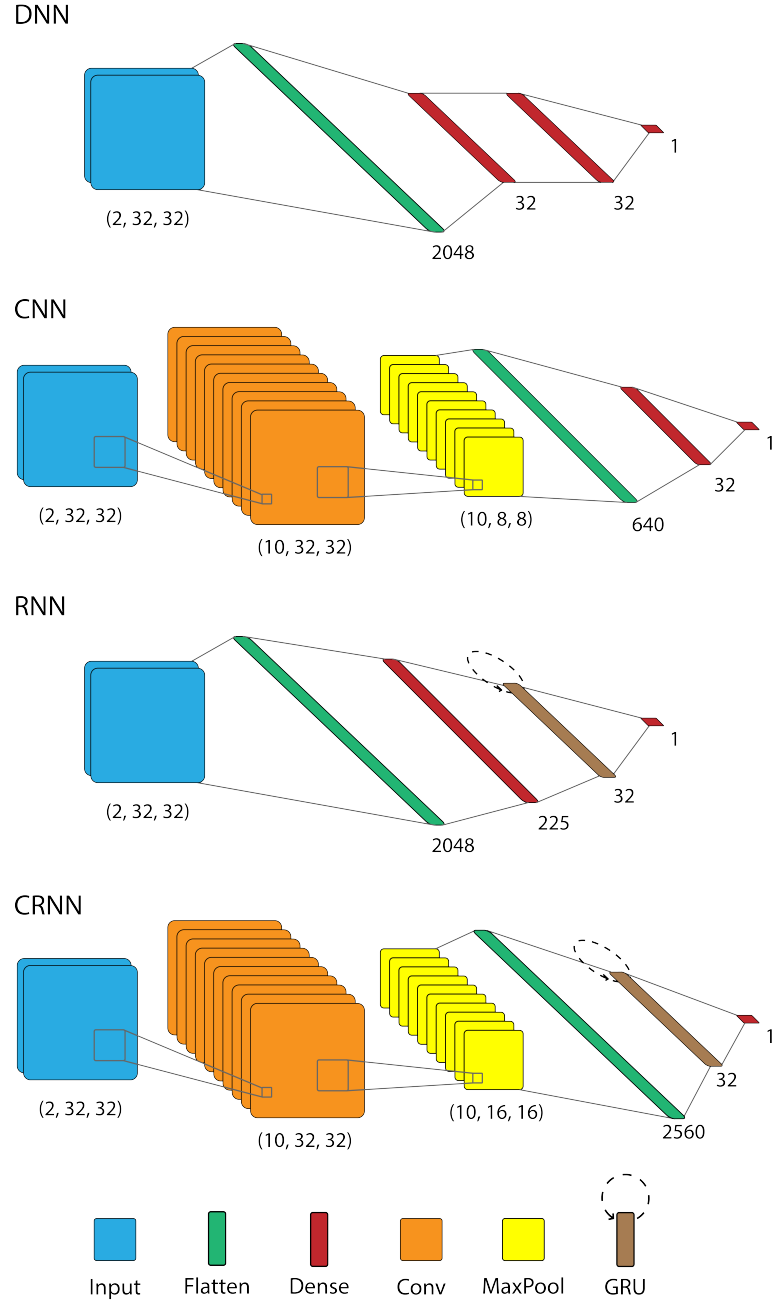 DNN
(2, 32, 32)
2048
32
32
1
CNN
(2, 32, 32)
(10, 32, 32)
(10, 8, 8)
640
32
1
RNN
(2, 32, 32)
2048
225
32
1
CRNN
(2, 32, 32)
(10, 32, 32)
(10, 16, 16)
2560
32
1
Input
Flatten
Dense
Conv
MaxPool
GRU